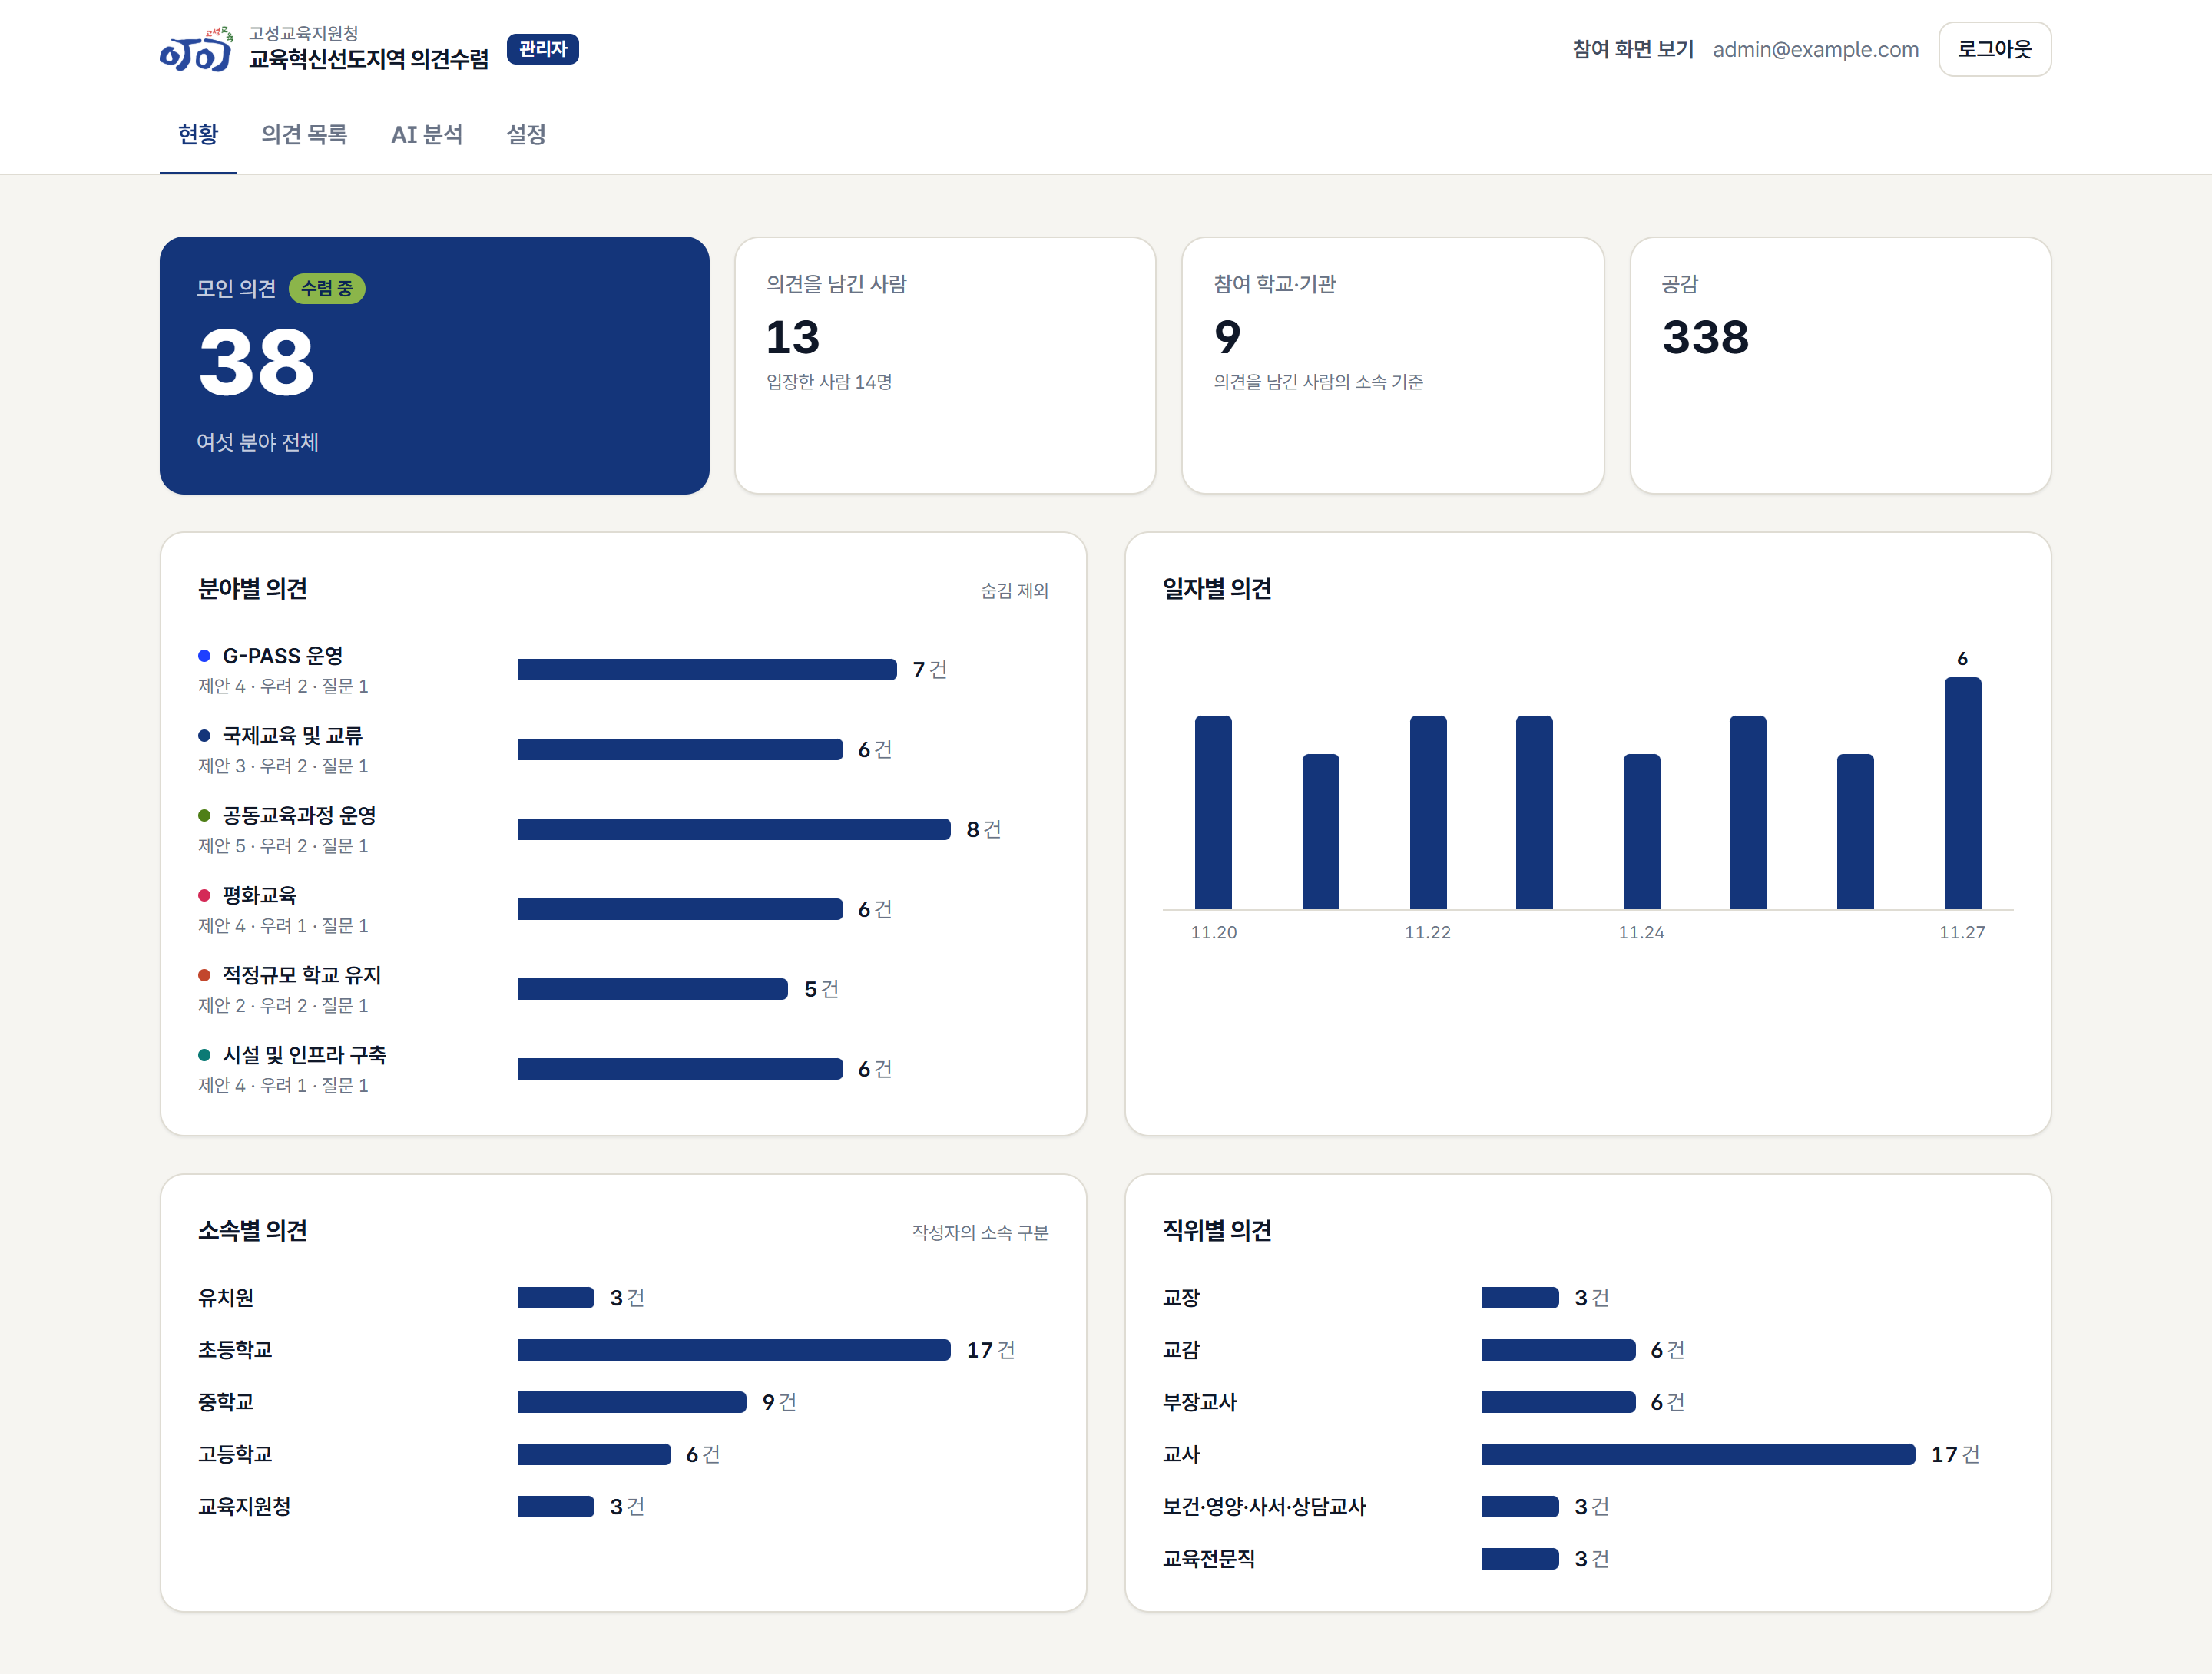 고성교육
고성교육지원청
교육혁신선도지역 의견수렴
관리자
참여 화면 보기
admin@example.com
로그아웃
현황
의견 목록
AI 분석
설정
모인 의견
수렴 중
38
여섯 분야 전체
의견을 남긴 사람
13
입장한 사람 14명
참여 학교·기관
9
의견을 남긴 사람의 소속 기준
공감
338
분야별 의견
숨김 제외
G-PASS 운영
제안 4 · 우려 2 · 질문 1
7건
국제교육 및 교류
제안 3 · 우려 2 · 질문 1
6건
공동교육과정 운영
제안 5 · 우려 2 · 질문 1
8건
평화교육
제안 4 · 우려 1 · 질문 1
6건
적정규모 학교 유지
제안 2 · 우려 2 · 질문 1
5건
시설 및 인프라 구축
제안 4 · 우려 1 · 질문 1
6건
일자별 의견
6
11.20
11.22
11.24
11.27
소속별 의견
작성자의 소속 구분
유치원
3건
초등학교
17건
중학교
9건
고등학교
6건
교육지원청
3건
직위별 의견
교장
3건
교감
6건
부장교사
6건
교사
17건
보건·영양·사서·상담교사
3건
교육전문직
3건